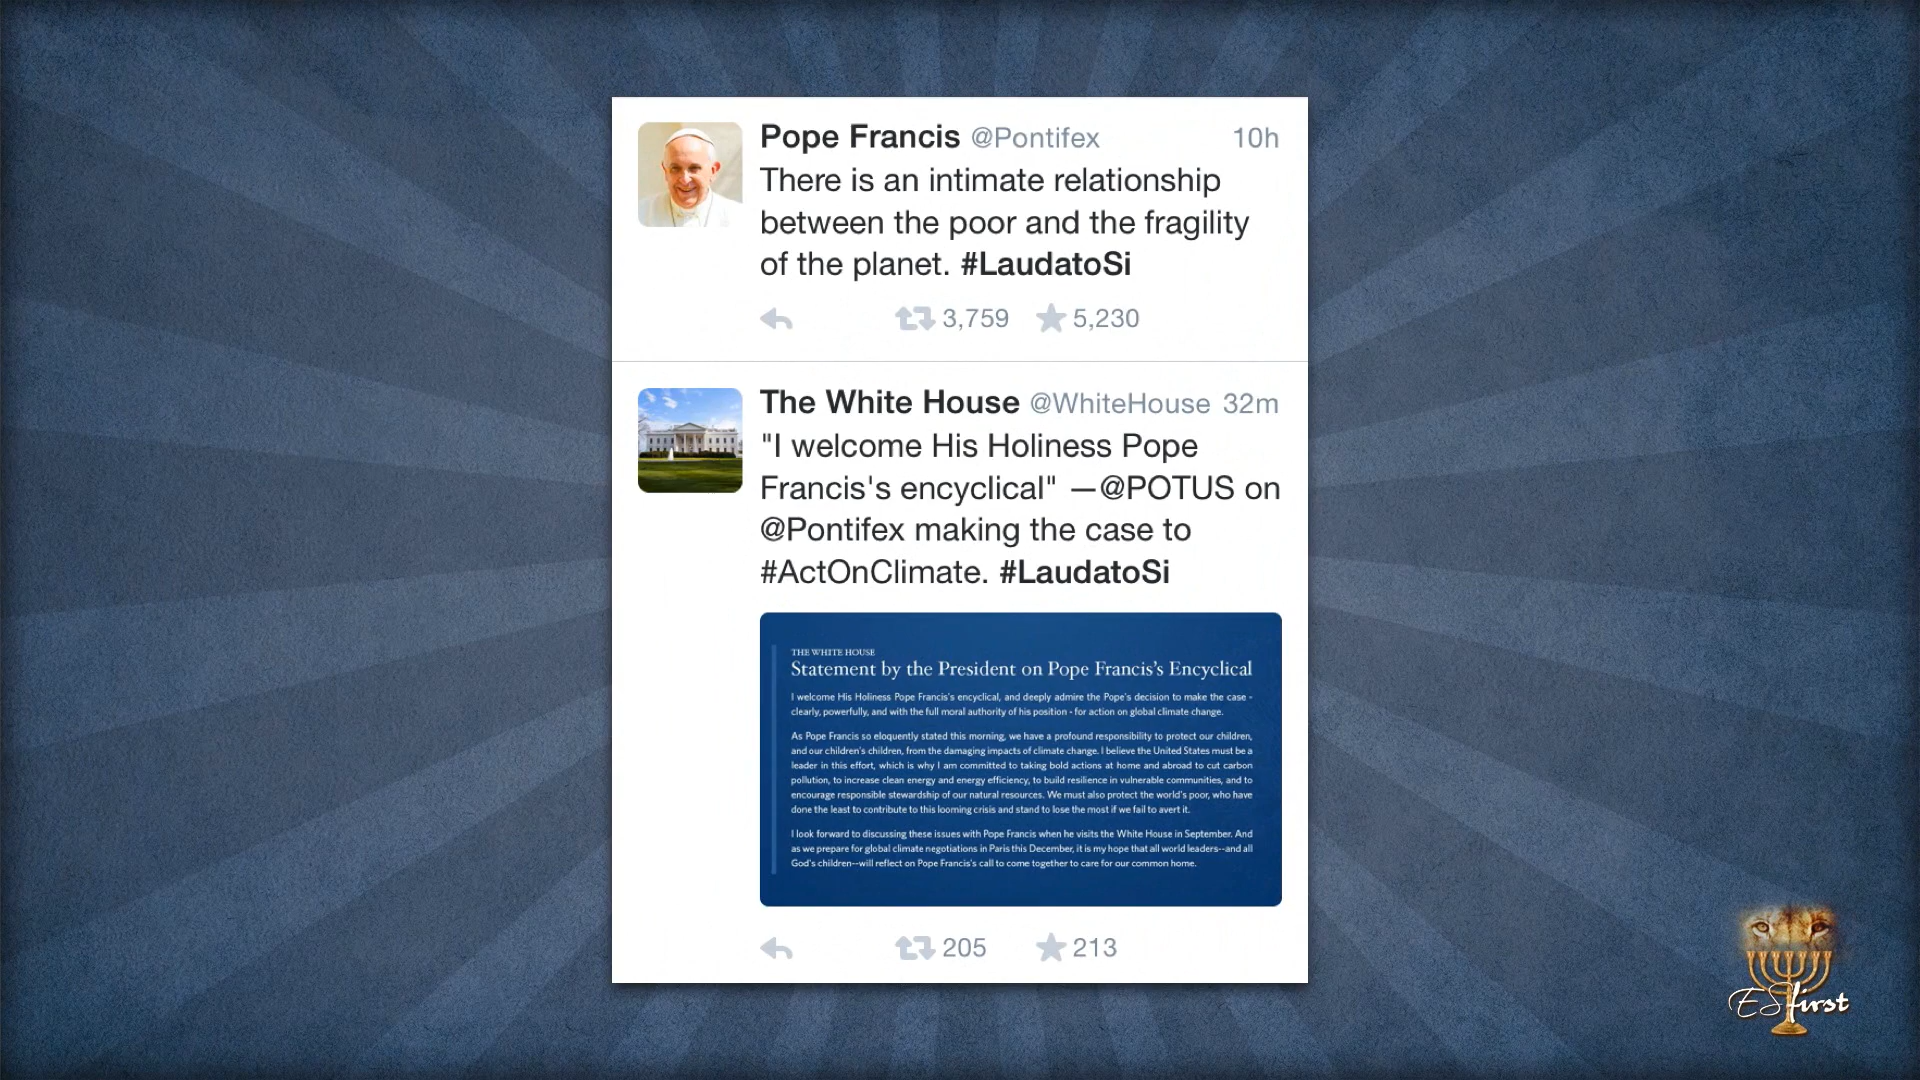 Pope Francis @Pontifex 10h
There is an intimate relationship
between the poor and the fragility
of the planet. #LaudatoSi
3,759 5,230
The White House @WhiteHouse 32m
"I welcome His Holiness Pope
Francis's encyclical" —@POTUS on
@Pontifex making the case to
#ActOnClimate. #LaudatoSi
THE WHITE HOUSE
Statement by the President on Pope Francis's Encyclical
I welcome His Holiness Pope Francis's encyclical, and deeply admire the Pope's decision to make the case -
clearly, powerfully, and with the full moral authority of his position - for action on global climate change.
As Pope Francis so eloquently stated this morning, we have a profound responsibility to protect our children,
and our children's children, from the damaging impacts of climate change. I believe the United States must be a
leader in this effort, which is why I am committed to taking bold actions at home and abroad to cut carbon
pollution, to increase clean energy and energy efficiency, to build resilience in vulnerable communities, and to
encourage responsible stewardship of our natural resources. We must also protect the world's poor, who have
done the least to contribute to this looming crisis and stand to lose the most if we fail to avert it.
I look forward to discussing these issues with Pope Francis when he visits the White House in September. And
as we prepare for global climate negotiations in Paris this December, it is my hope that all world leaders--and all
God's children--will reflect on Pope Francis's call to come together to care for our common home.
205 213
ESfirst